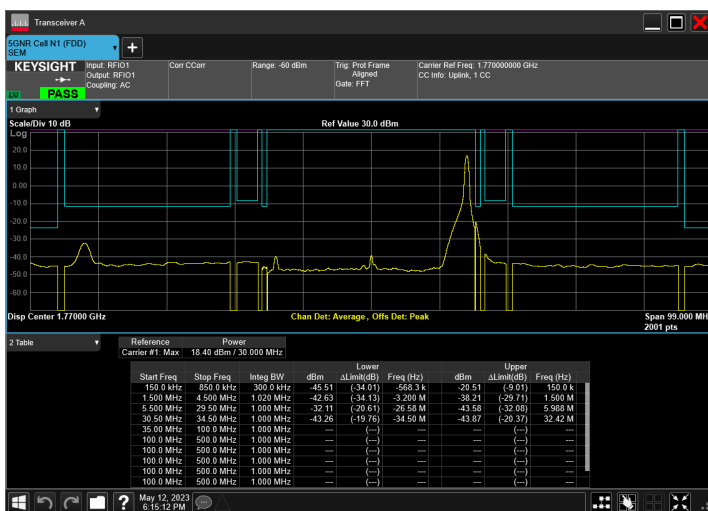 Transceiver A
5GNR Cell N1 (FDD)
SEM
KEYSIGHT
LXI
PASS
Input: RFIO1
Output: RFIO1
Coupling: AC
Corr CCorr
Range: -60 dBm
Trig: Prot Frame
Aligned
Gate: FFT
Carrier Ref Freq: 1.770000000 GHz
CC Info: Uplink, 1 CC
1 Graph
Scale/Div 10 dB
Ref Value 30.0 dBm
Log
20.0
10.0
0.00
-10.0
-20.0
-30.0
-40.0
-50.0
-60.0
Disp Center 1.77000 GHz
Chan Det: Average, Offs Det: Peak
Span 99.000 MH
2001 pts
2 Table
Reference Power
Carrier #1: Max 18.40 dBm / 30.000 MHz
Lower Upper
Start Freq Stop Freq Integ BW dBm ΔLimit(dB) Freq (Hz) dBm ΔLimit(dB) Freq (Hz)
150.0 kHz 850.0 kHz 300.0 kHz -45.51 (-34.01) -568.3 k -20.51 (-9.01) 150.0 k
1.500 MHz 4.500 MHz 1.020 MHz -42.63 (-34.13) -3.200 M -38.21 (-29.71) 1.500 M
5.500 MHz 29.50 MHz 1.000 MHz -32.11 (-20.61) -26.58 M -43.58 (-32.08) 5.988 M
30.50 MHz 34.50 MHz 1.000 MHz -43.26 (-19.76) -34.50 M -43.87 (-20.37) 32.42 M
35.00 MHz 100.0 MHz 1.000 MHz --- (---) --- --- (---) ---
100.0 MHz 500.0 MHz 1.000 MHz --- (---) --- --- (---) ---
100.0 MHz 500.0 MHz 1.000 MHz --- (---) --- --- (---) ---
100.0 MHz 500.0 MHz 1.000 MHz --- (---) --- --- (---) ---
100.0 MHz 500.0 MHz 1.000 MHz --- (---) --- --- (---) ---
100.0 MHz 500.0 MHz 1.000 MHz --- (---) --- --- (---) ---
May 12, 2023
6:15:12 PM